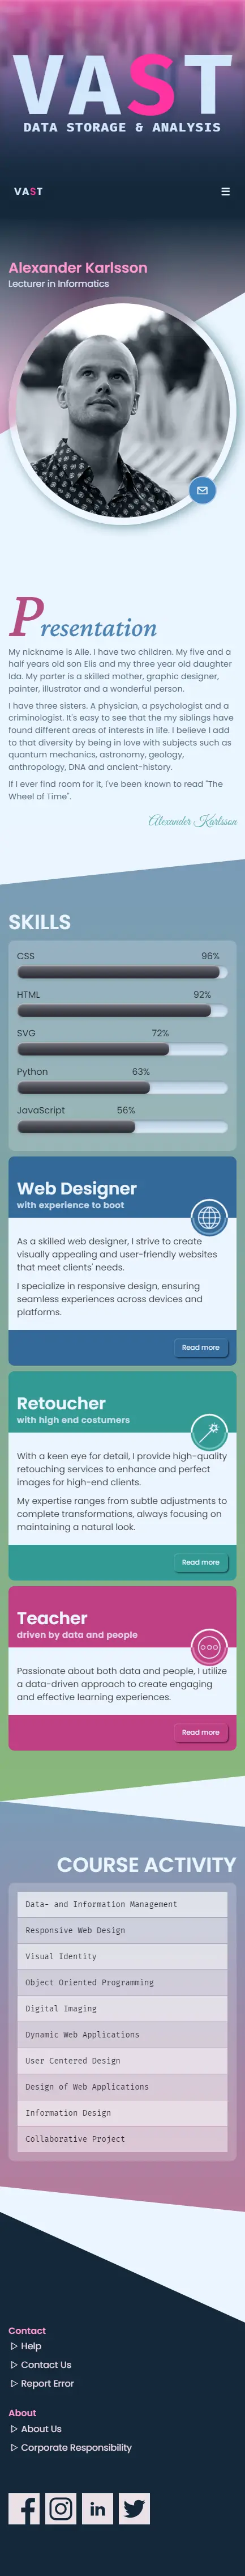 VAST
DATA STORAGE & ANALYSIS
VAST
Alexander Karlsson
Lecturer in Informatics
Presentation
My nickname is Alle. I have two children. My five and a
half years old son Elis and my three year old daughter
Ida. My parter is a skilled mother, graphic designer,
painter, illustrator and a wonderful person.
I have three sisters. A physician, a psychologist and a
criminologist. It's easy to see that the my siblings have
found different areas of interests in life. I believe I add
to that diversity by being in love with subjects such as
quantum mechanics, astronomy, geology,
anthropology, DNA and ancient-history.
If I ever find room for it, I've been known to read "The
Wheel of Time".
Alexander Karlsson
SKILLS
CSS 96%
HTML 92%
SVG 72%
Python 63%
JavaScript 56%
Web Designer
with experience to boot
As a skilled web designer, I strive to create
visually appealing and user-friendly websites
that meet clients' needs.
I specialize in responsive design, ensuring
seamless experiences across devices and
platforms.
Read more
Retoucher
with high end costumers
With a keen eye for detail, I provide high-quality
retouching services to enhance and perfect
images for high-end clients.
My expertise ranges from subtle adjustments to
complete transformations, always focusing on
maintaining a natural look.
Read more
Teacher
driven by data and people
Passionate about both data and people, I utilize
a data-driven approach to create engaging
and effective learning experiences.
Read more
COURSE ACTIVITY
Data- and Information Management
Responsive Web Design
Visual Identity
Object Oriented Programming
Digital Imaging
Dynamic Web Applications
User Centered Design
Design of Web Applications
Information Design
Collaborative Project
Contact
Help
Contact Us
Report Error
About
About Us
Corporate Responsibility